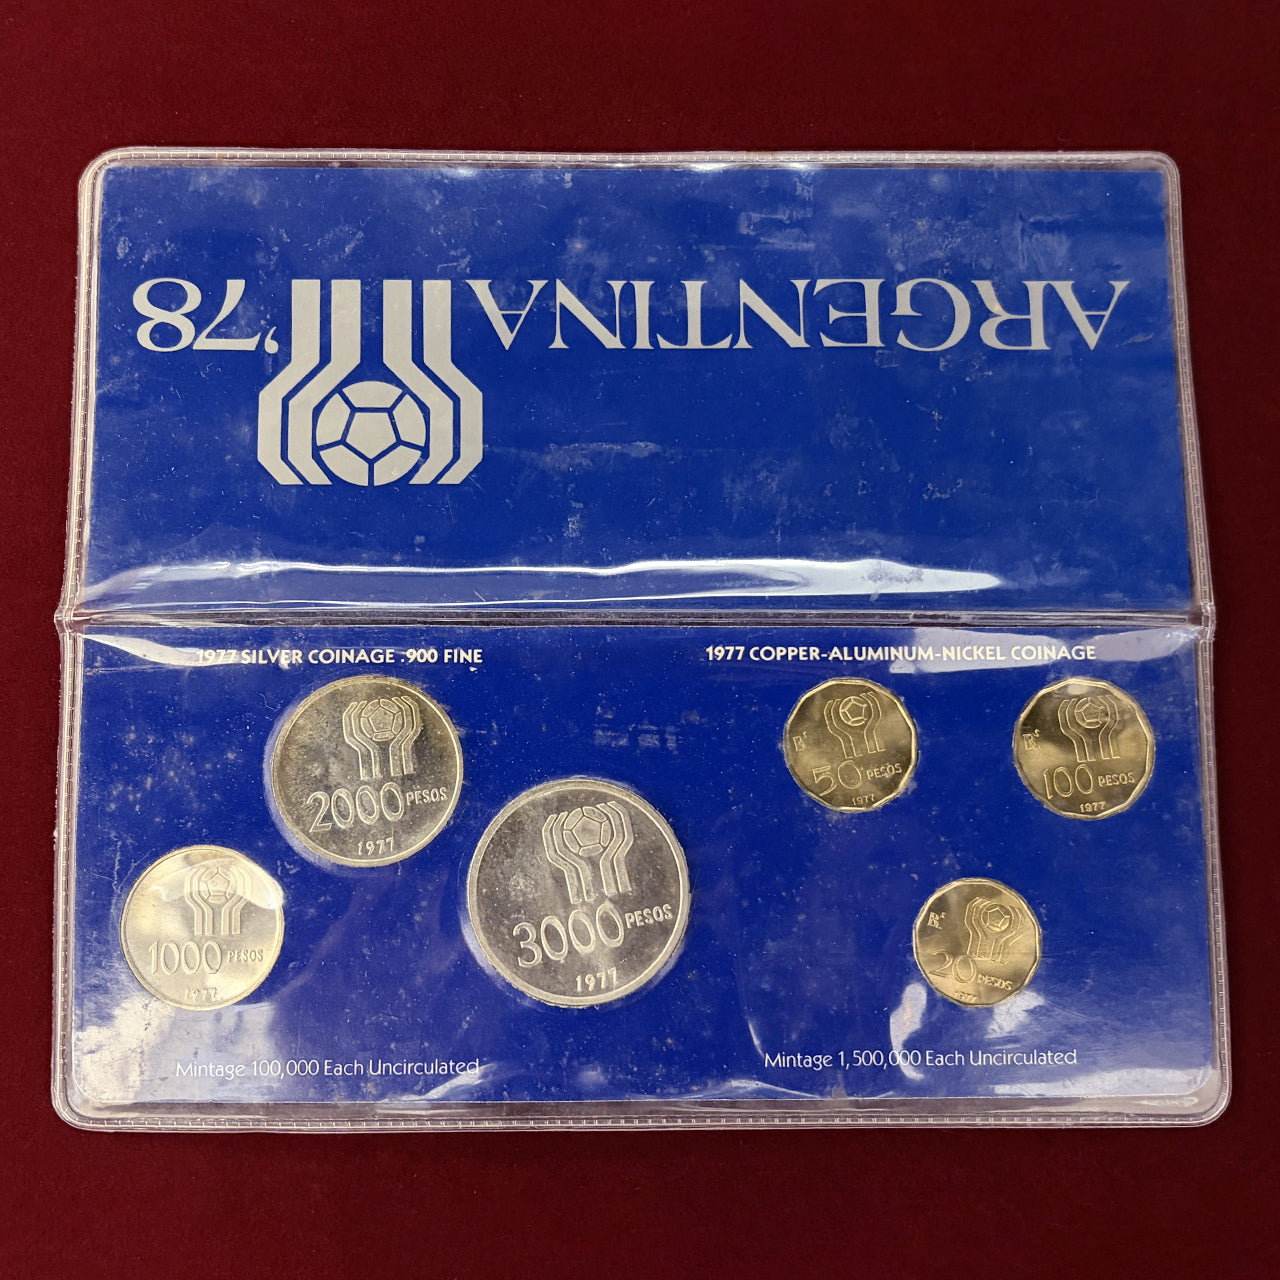 ARGENTINA '78
1977 SILVER COINAGE .900 FINE
2000 PESOS
1977
3000 PESOS
1977
1000 PESOS
1977
Mintage 100,000 Each Uncirculated
1977 COPPER-ALUMINUM-NICKEL COINAGE
50 PESOS
1977
100 PESOS
1977
20 PESOS
1977
Mintage 1,500,000 Each Uncirculated